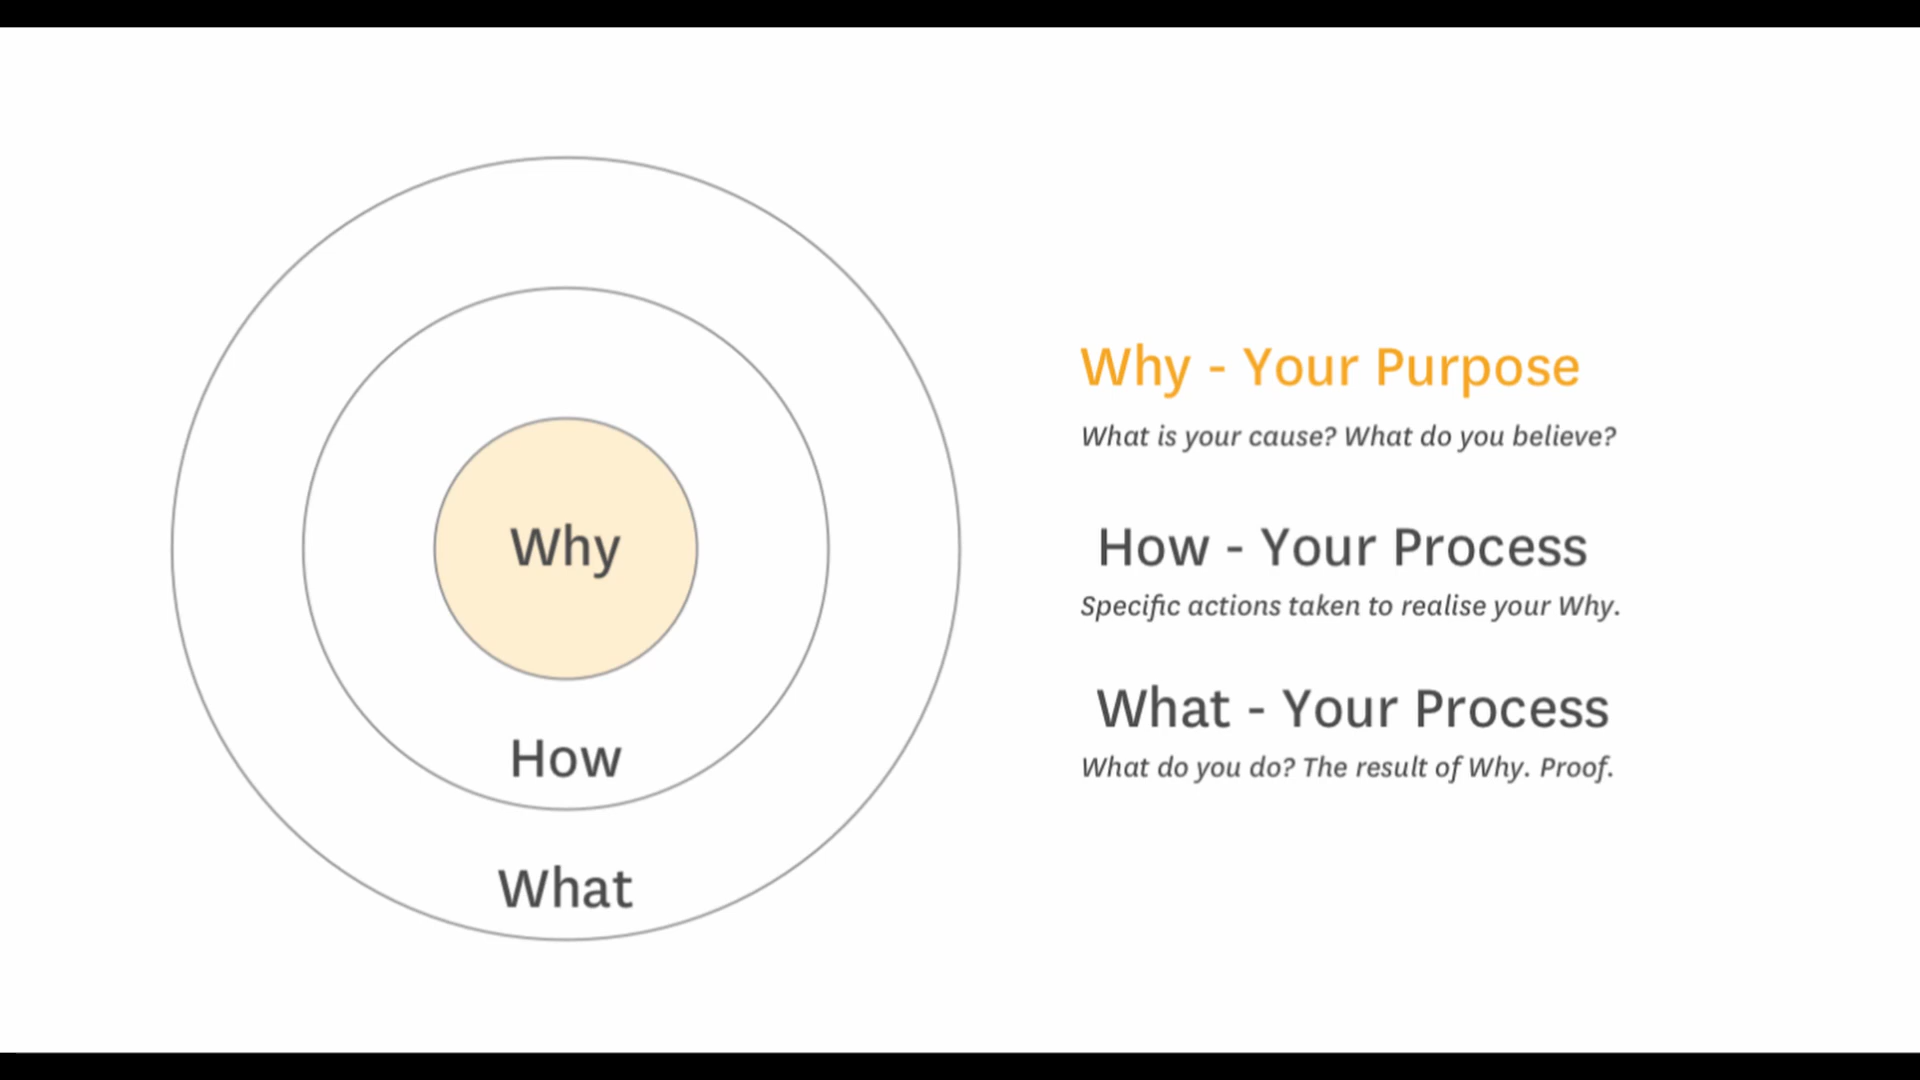 Why
How
What
Why - Your Purpose
What is your cause? What do you believe?
How - Your Process
Specific actions taken to realise your Why.
What - Your Process
What do you do? The result of Why. Proof.